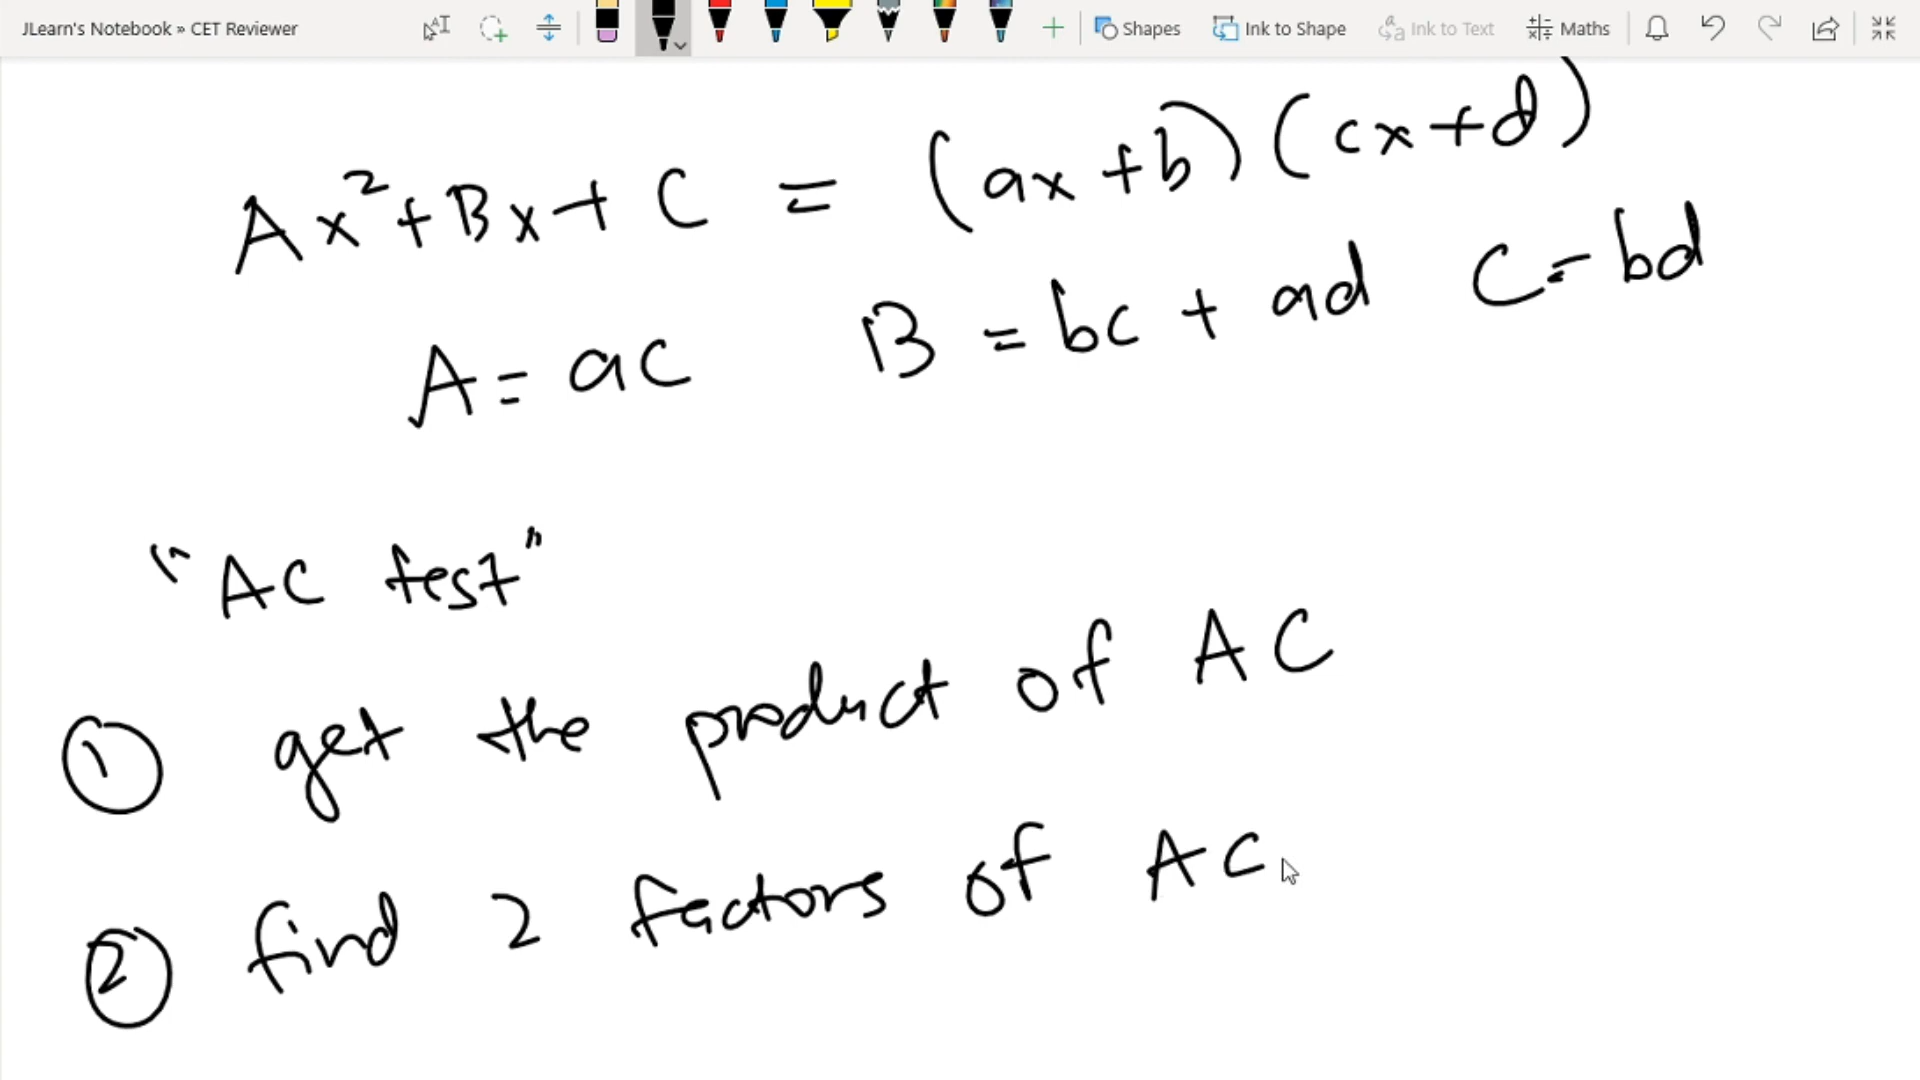 JLearn's Notebook » CET Reviewer Shapes Ink to Shape Ink to Text Maths
Ax²+Bx+C = (ax+b)(cx+d)
A=ac B=bc+ad C=bd
"AC test"
① get the product of AC
② find 2 factors of AC